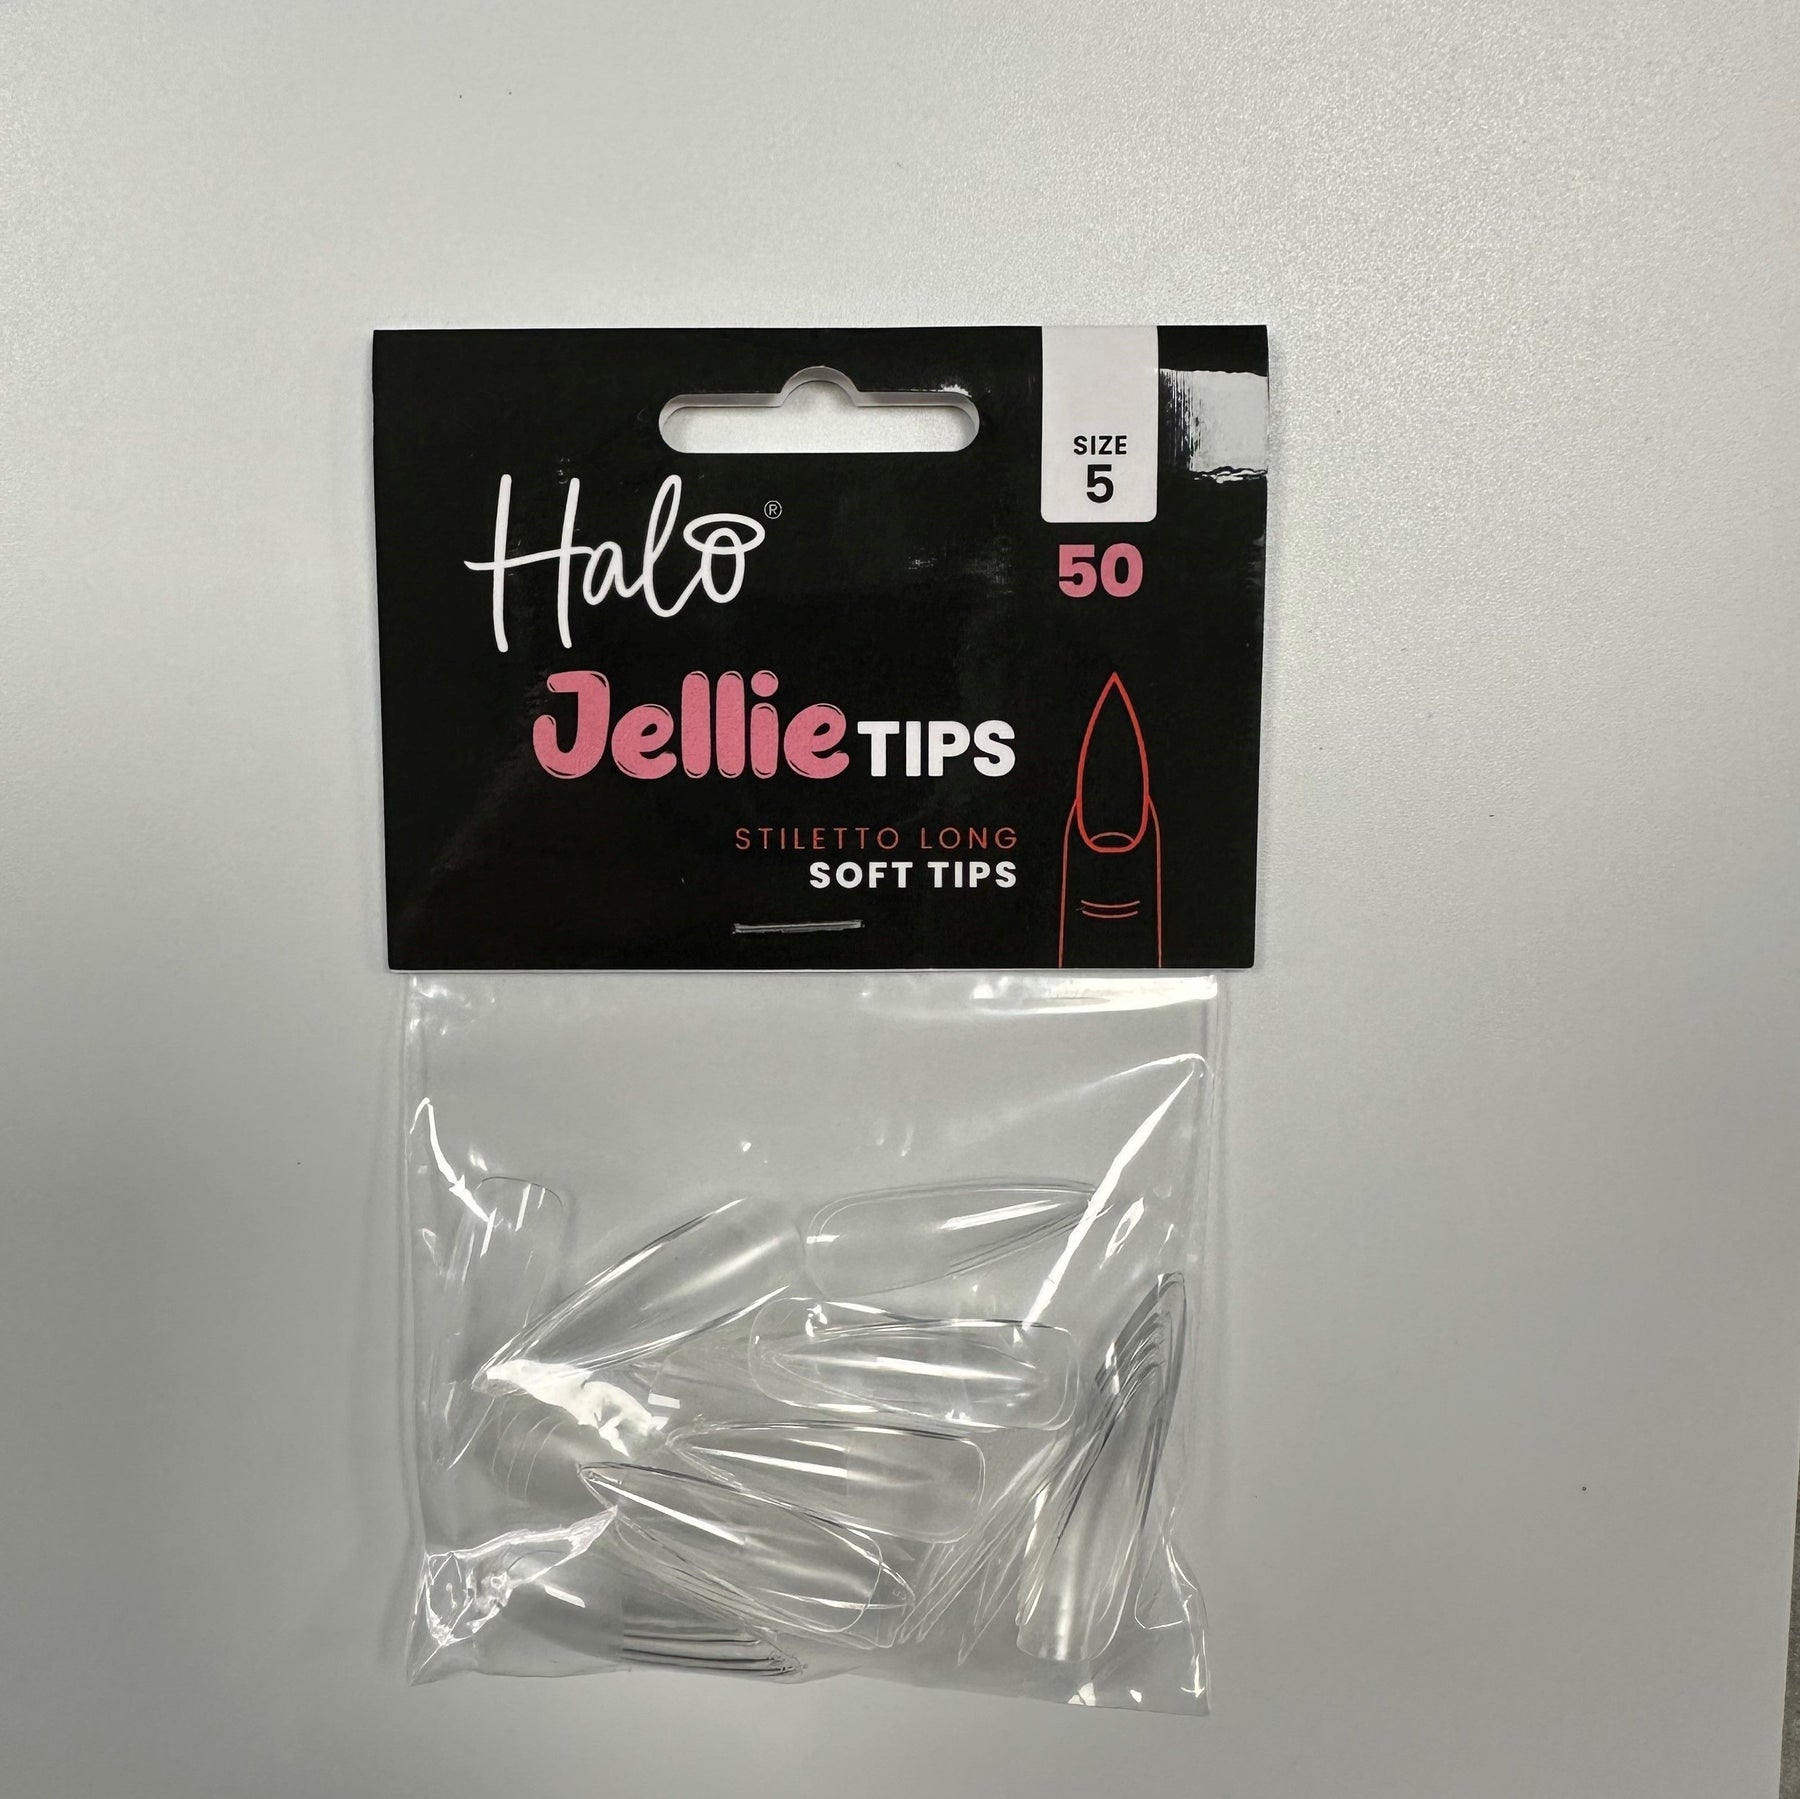 SIZE
5
50
Halo®
Jellie TIPS
STILETTO LONG
SOFT TIPS